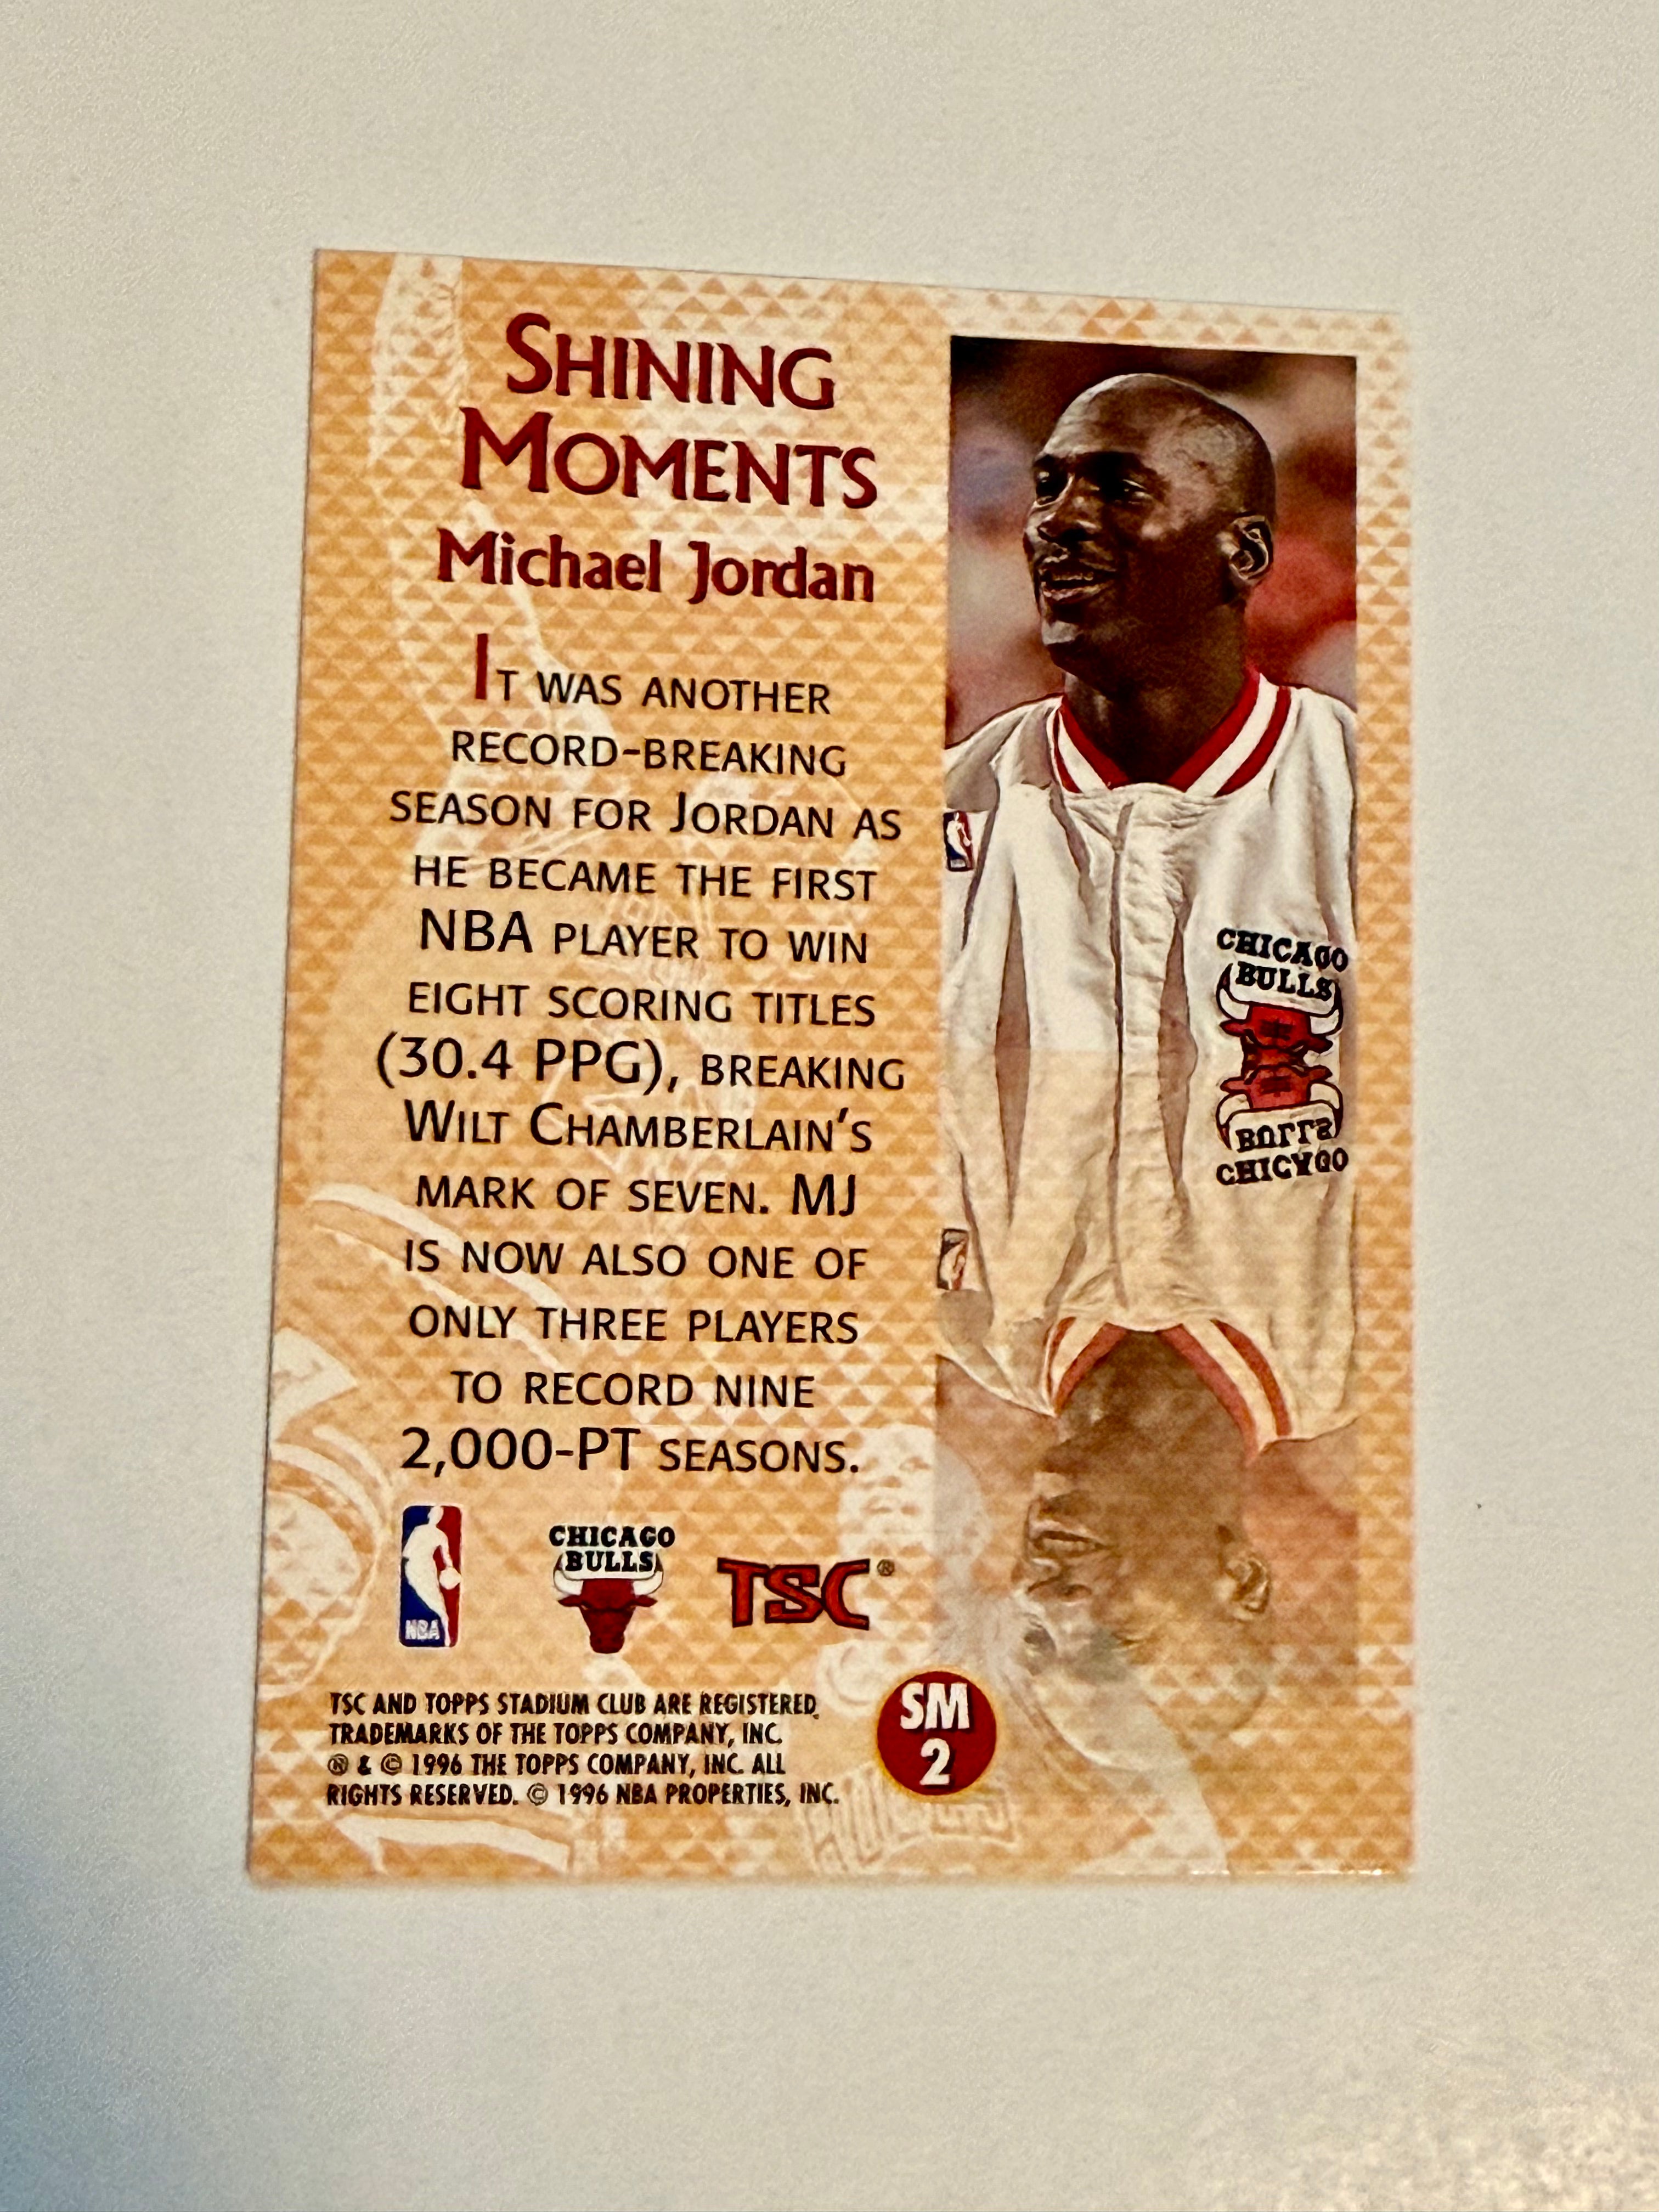 SHINING
MOMENTS
Michael Jordan
IT WAS ANOTHER
RECORD-BREAKING
SEASON FOR JORDAN AS
HE BECAME THE FIRST
NBA PLAYER TO WIN
EIGHT SCORING TITLES
(30.4 PPG), BREAKING
WILT CHAMBERLAIN'S
MARK OF SEVEN. MJ
IS NOW ALSO ONE OF
ONLY THREE PLAYERS
TO RECORD NINE
2,000-PT SEASONS.
CHICAGO
BULLS
BULLS
CHICAGO
NBA
CHICAGO
BULLS
TSC®
TSC AND TOPPS STADIUM CLUB ARE REGISTERED
TRADEMARKS OF THE TOPPS COMPANY, INC.
® & © 1996 THE TOPPS COMPANY, INC. ALL
RIGHTS RESERVED. © 1996 NBA PROPERTIES, INC.
SM
2